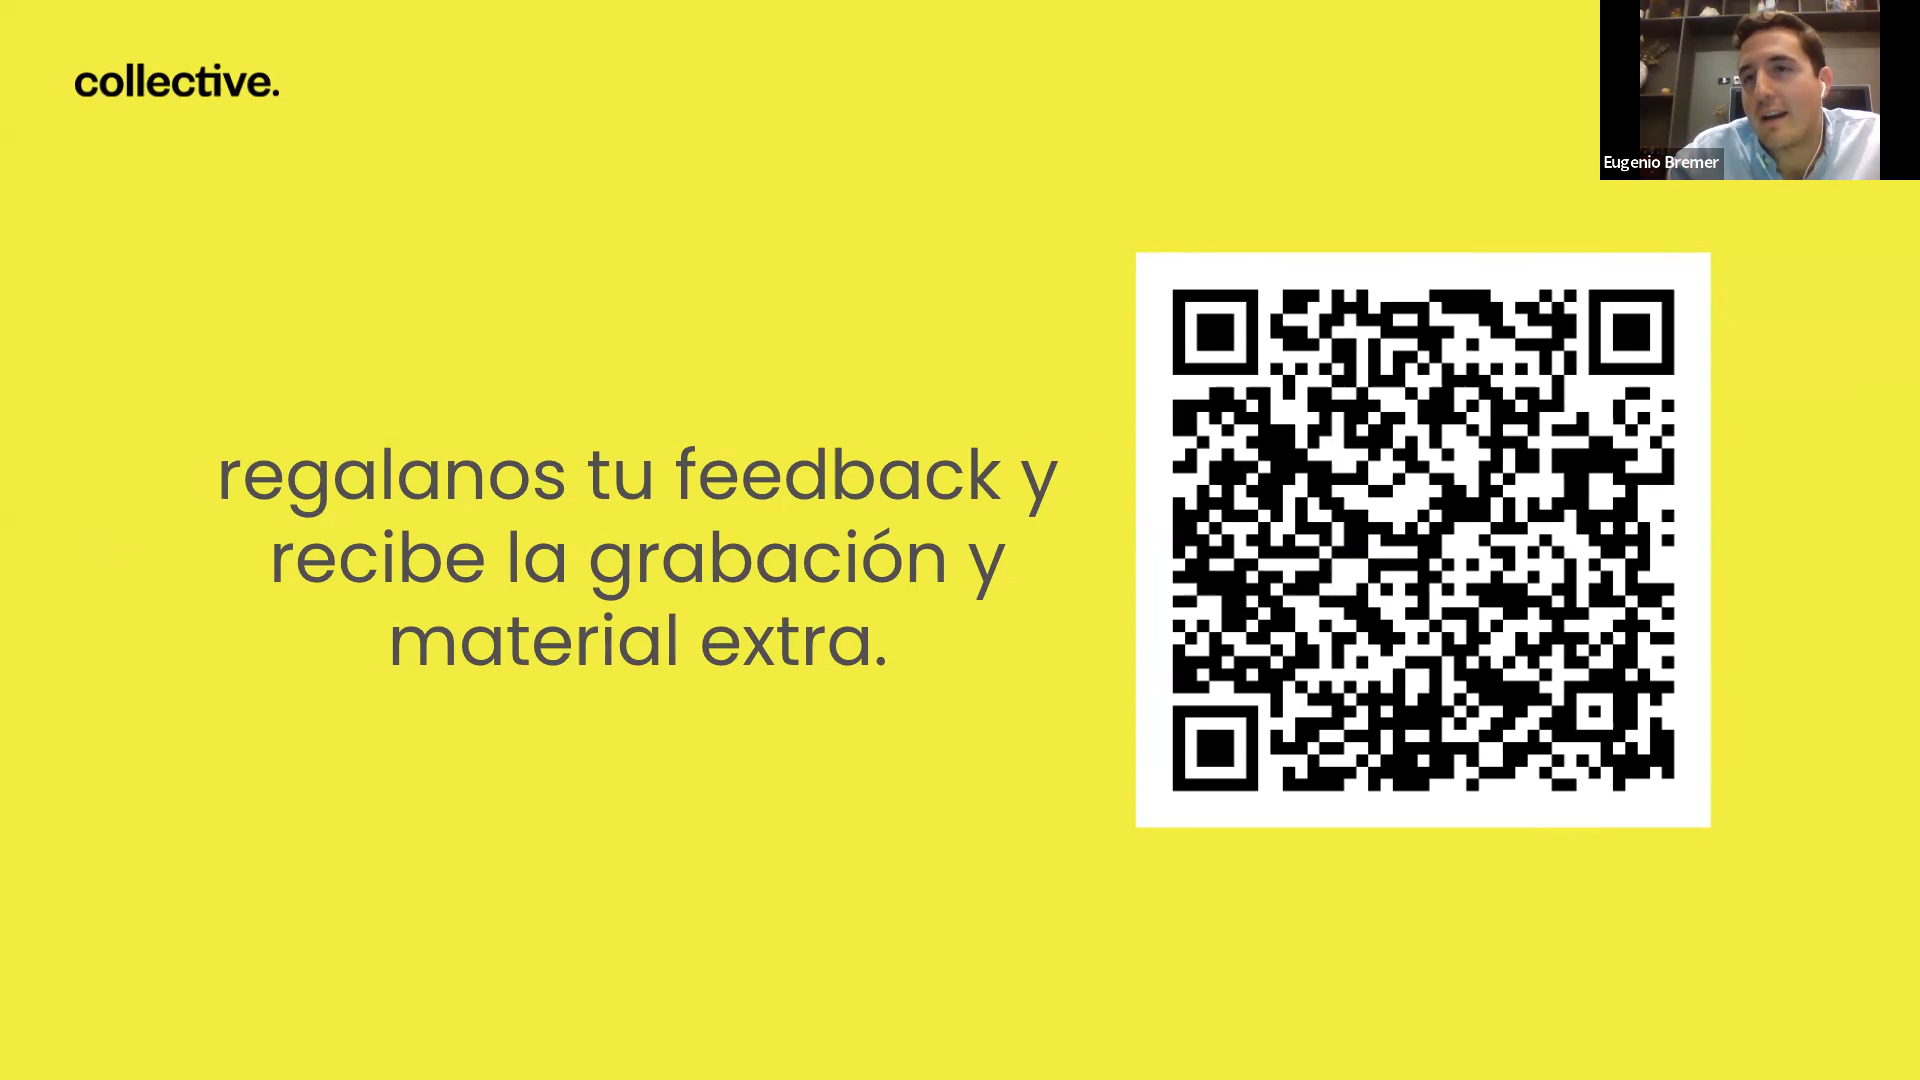 collective.
Eugenio Bremer
regalanos tu feedback y
recibe la grabación y
material extra.